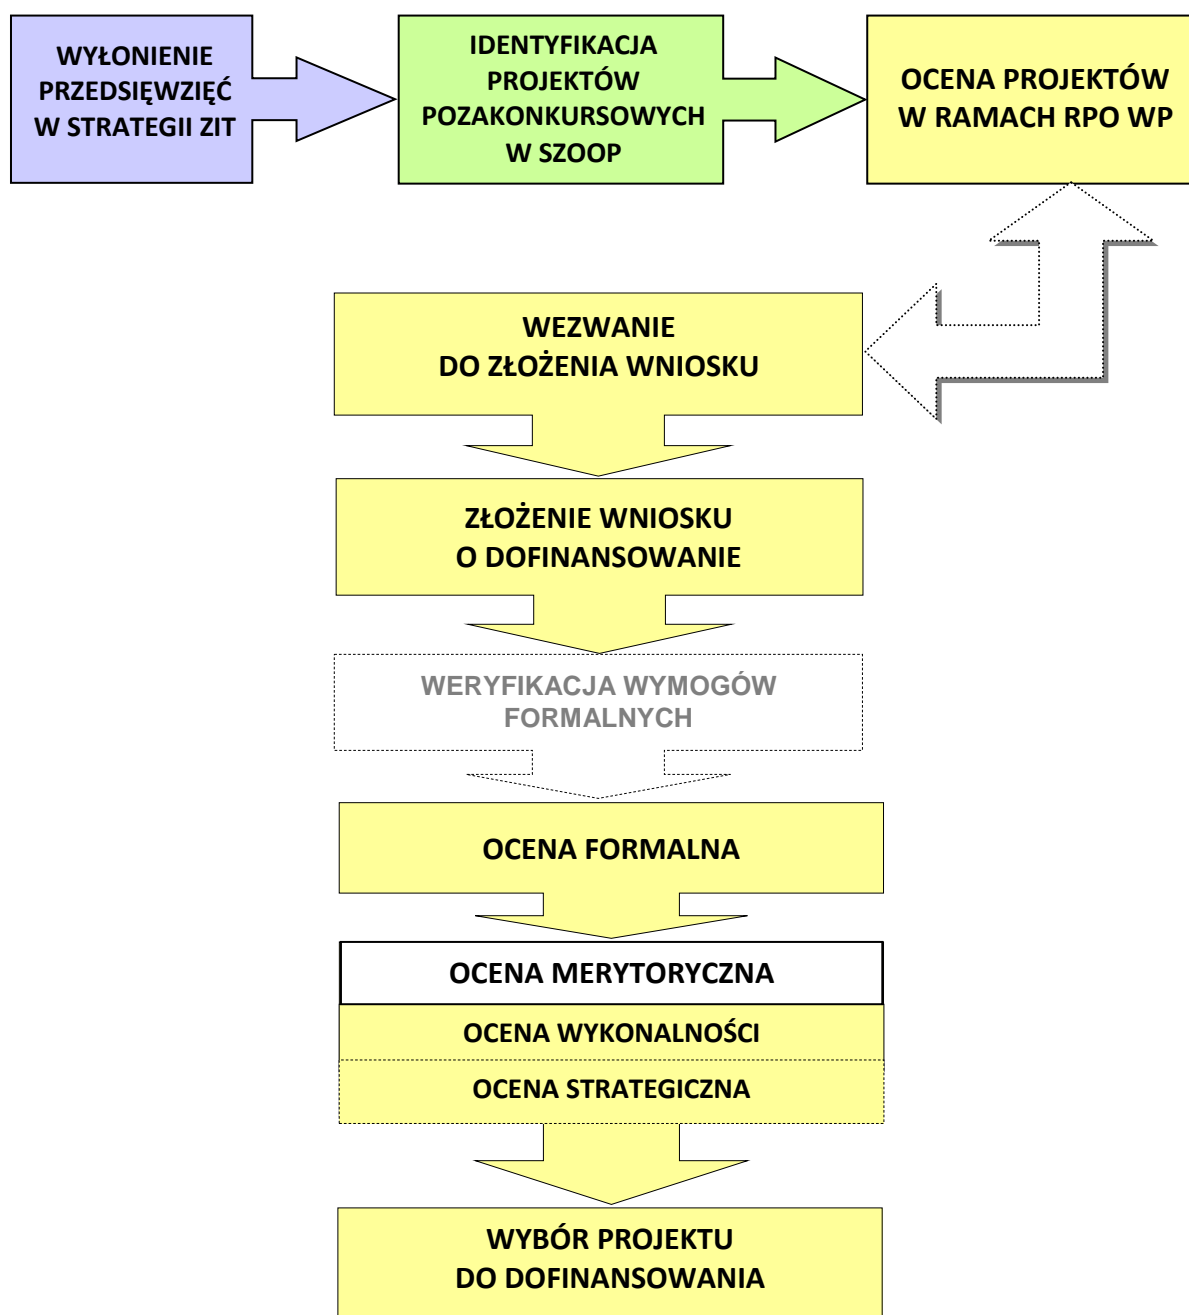 WYŁONIENIE
PRZEDSIĘWZIĘĆ
W STRATEGII ZIT
IDENTYFIKACJA
PROJEKTÓW
POZAKONKURSOWYCH
W SZOOP
OCENA PROJEKTÓW
W RAMACH RPO WP
WEZWANIE
DO ZŁOŻENIA WNIOSKU
ZŁOŻENIE WNIOSKU
O DOFINANSOWANIE
WERYFIKACJA WYMOGÓW
FORMALNYCH
OCENA FORMALNA
OCENA MERYTORYCZNA
OCENA WYKONALNOŚCI
OCENA STRATEGICZNA
WYBÓR PROJEKTU
DO DOFINANSOWANIA